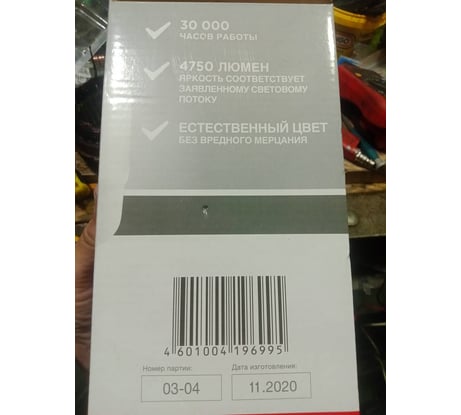 30 000
ЧАСОВ РАБОТЫ
4750 ЛЮМЕН
ЯРКОСТЬ СООТВЕТСТВУЕТ
ЗАЯВЛЕННОМУ СВЕТОВОМУ
ПОТОКУ
ЕСТЕСТВЕННЫЙ ЦВЕТ
БЕЗ ВРЕДНОГО МЕРЦАНИЯ
4 601004 196995
Номер партии:
03-04
Дата изготовления:
11.2020